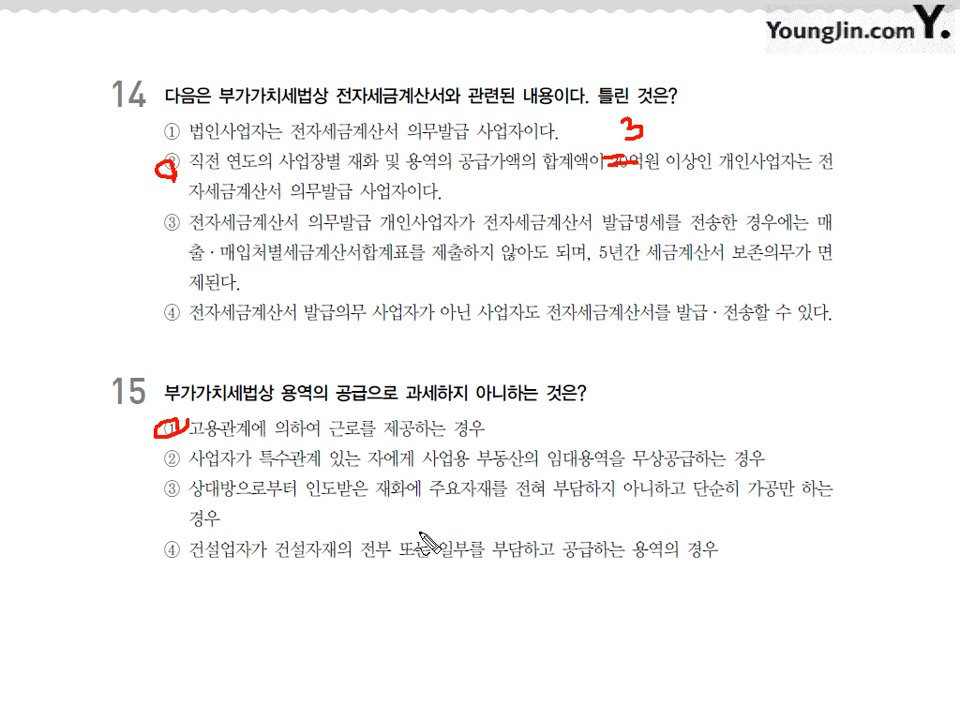 YoungJin.com Y.
14 다음은 부가가치세법상 전자세금계산서와 관련된 내용이다. 틀린 것은?
① 법인사업자는 전자세금계산서 의무발급 사업자이다.
3
② 직전 연도의 사업장별 재화 및 용역의 공급가액의 합계액이 억원 이상인 개인사업자는 전
자세금계산서 의무발급 사업자이다.
③ 전자세금계산서 의무발급 개인사업자가 전자세금계산서 발급명세를 전송한 경우에는 매
출·매입처별세금계산서합계표를 제출하지 않아도 되며, 5년간 세금계산서 보존의무가 면
제된다.
④ 전자세금계산서 발급의무 사업자가 아닌 사업자도 전자세금계산서를 발급·전송할 수 있다.
15 부가가치세법상 용역의 공급으로 과세하지 아니하는 것은?
① 고용관계에 의하여 근로를 제공하는 경우
② 사업자가 특수관계 있는 자에게 사업용 부동산의 임대용역을 무상공급하는 경우
③ 상대방으로부터 인도받은 재화에 주요자재를 전혀 부담하지 아니하고 단순히 가공만 하는
경우
④ 건설업자가 건설자재의 전부 또는 일부를 부담하고 공급하는 용역의 경우